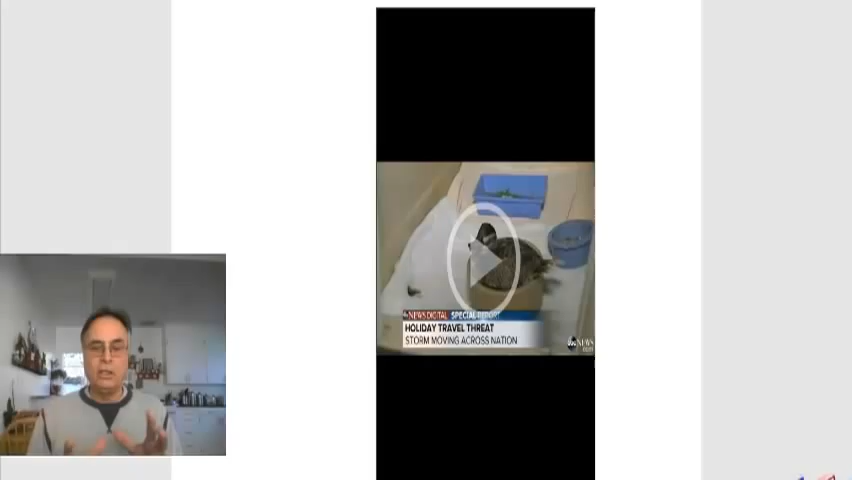 NEWS DIGITAL SPECIAL REPORT
HOLIDAY TRAVEL THREAT
STORM MOVING ACROSS NATION
abc NEWS